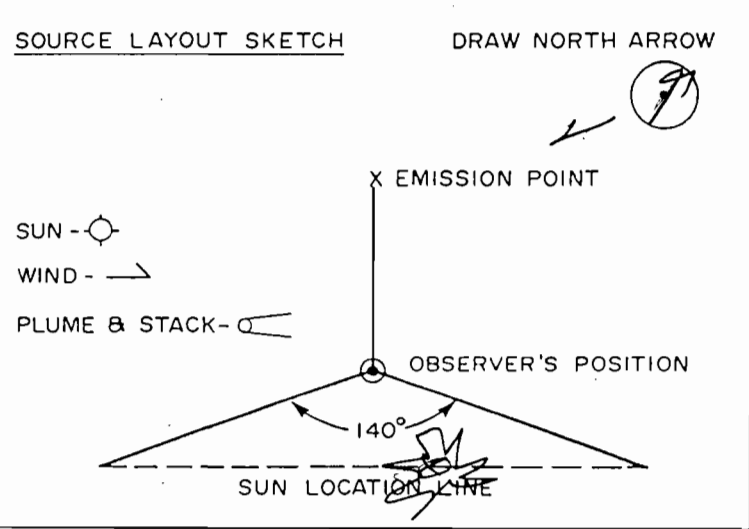 SOURCE LAYOUT SKETCH
DRAW NORTH ARROW
X EMISSION POINT
SUN -
WIND -
PLUME & STACK-
OBSERVER'S POSITION
140°
SUN LOCATION LINE